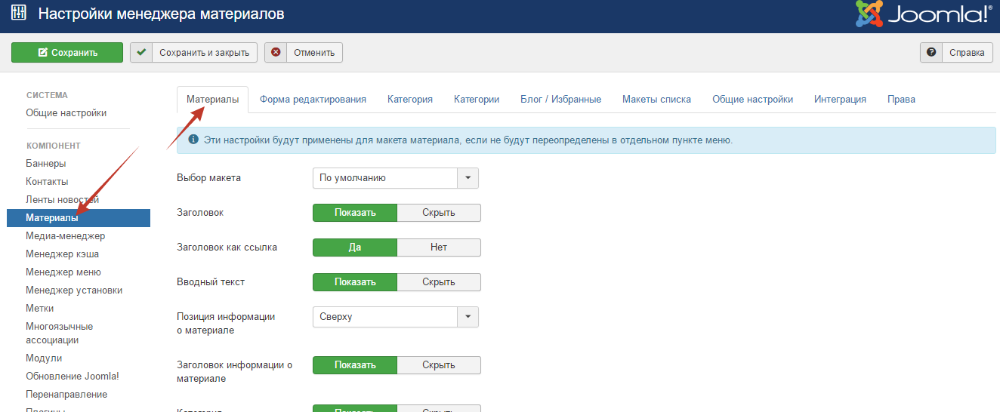 Настройки менеджера материалов
Joomla!®
Сохранить
Сохранить и закрыть
Отменить
? Справка
СИСТЕМА
Общие настройки
КОМПОНЕНТ
Баннеры
Контакты
Ленты новостей
Материалы
Медиа-менеджер
Менеджер кэша
Менеджер меню
Менеджер установки
Метки
Многоязычные
ассоциации
Модули
Обновление Joomla!
Перенаправление
Плагины
Материалы Форма редактирования Категория Категории Блог / Избранные Макеты списка Общие настройки Интеграция Права
Эти настройки будут применены для макета материала, если не будут переопределены в отдельном пункте меню.
Выбор макета По умолчанию
Заголовок Показать Скрыть
Заголовок как ссылка Да Нет
Вводный текст Показать Скрыть
Позиция информации
о материале
Сверху
Заголовок информации о
материале
Показать Скрыть
Категория Показать Скрыть